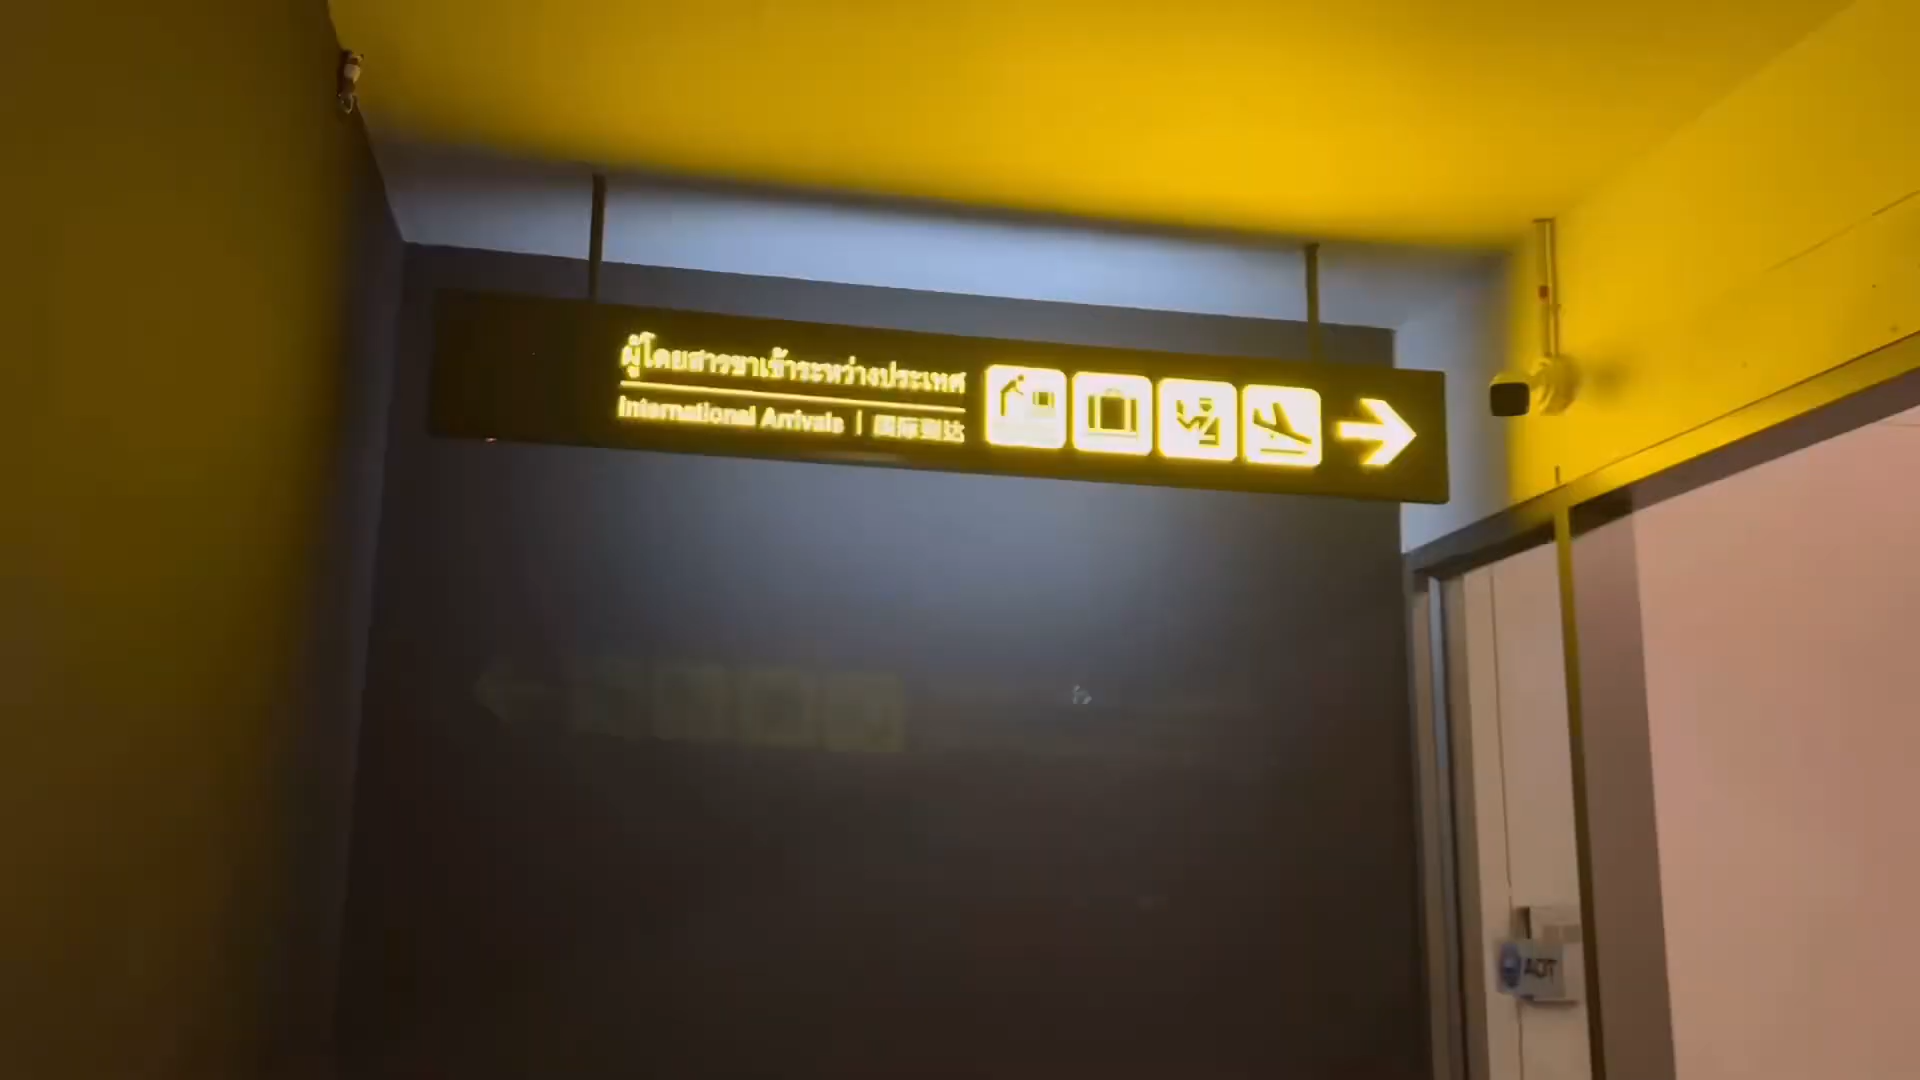 ผู้โดยสารขาเข้าระหว่างประเทศ
International Arrivals | 国际到达
AOT